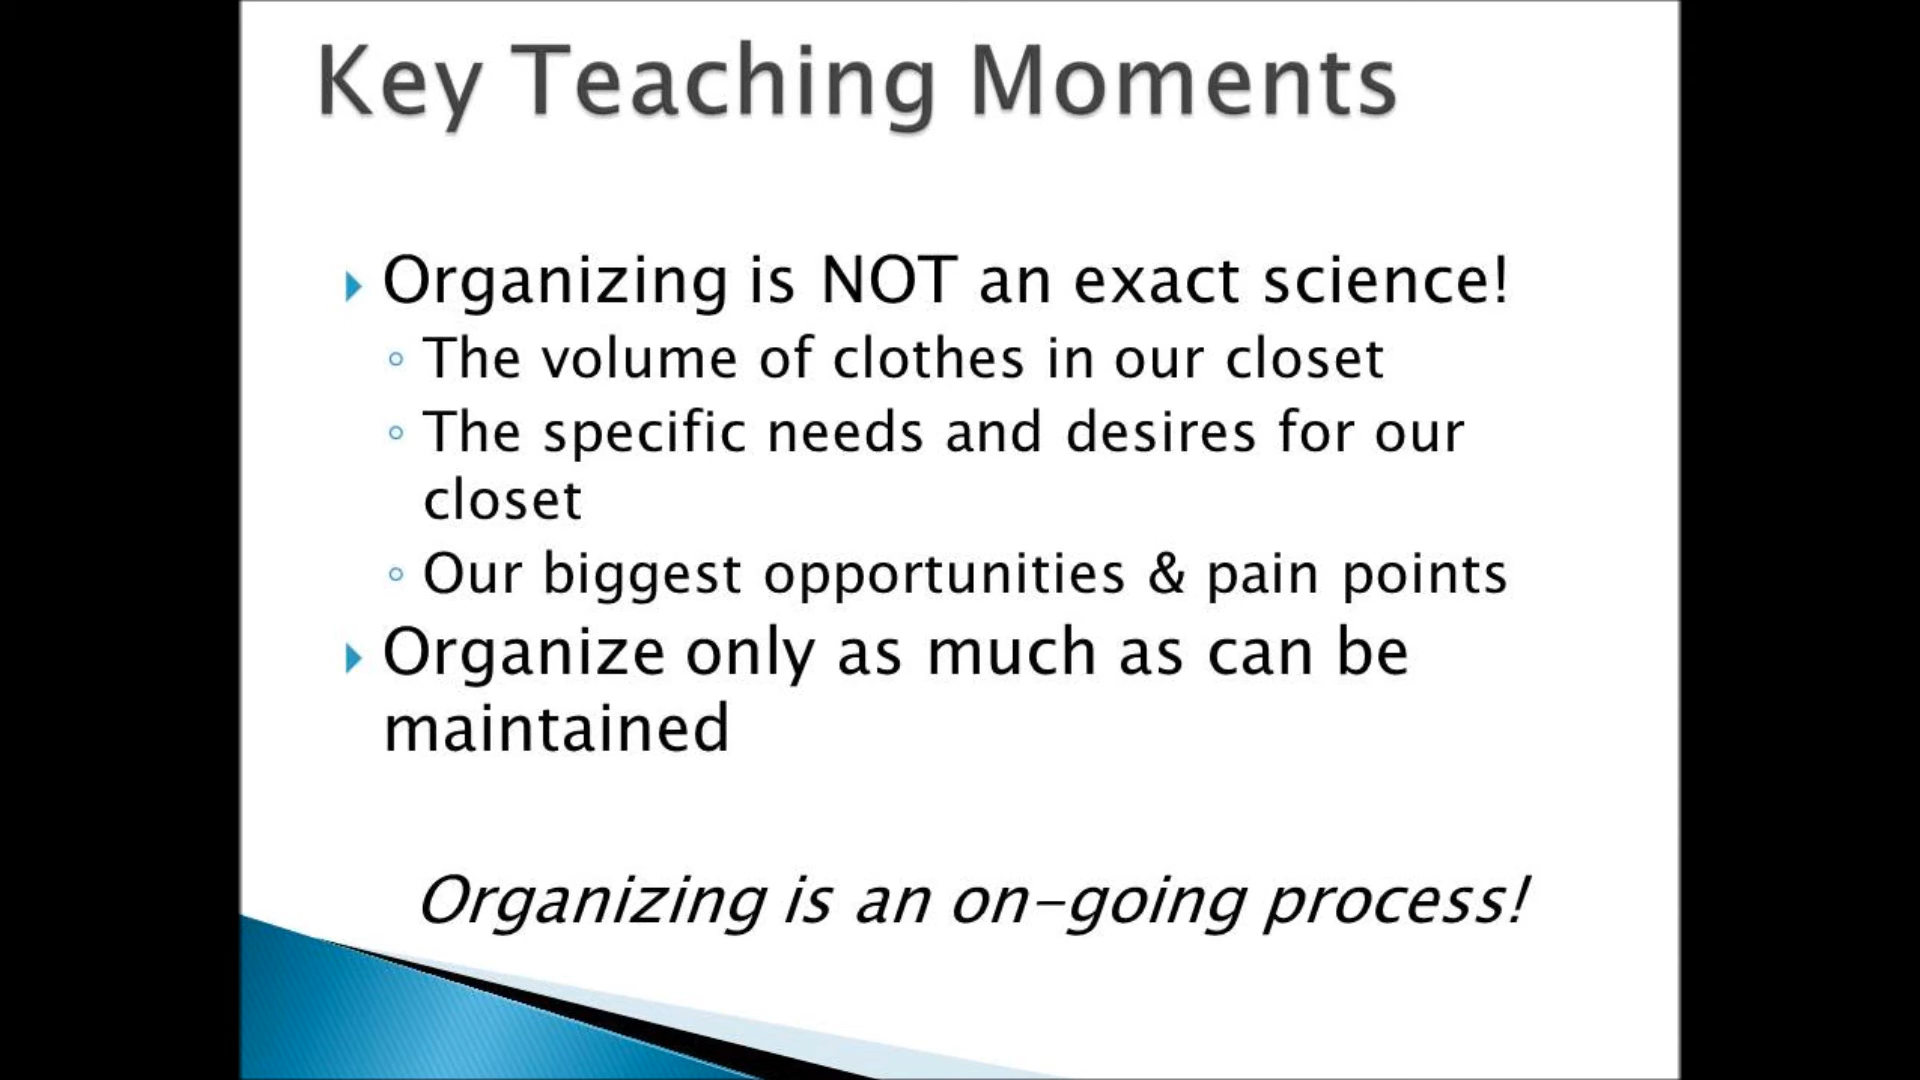 Key Teaching Moments
Organizing is NOT an exact science!
The volume of clothes in our closet
The specific needs and desires for our
closet
Our biggest opportunities & pain points
Organize only as much as can be
maintained
Organizing is an on-going process!